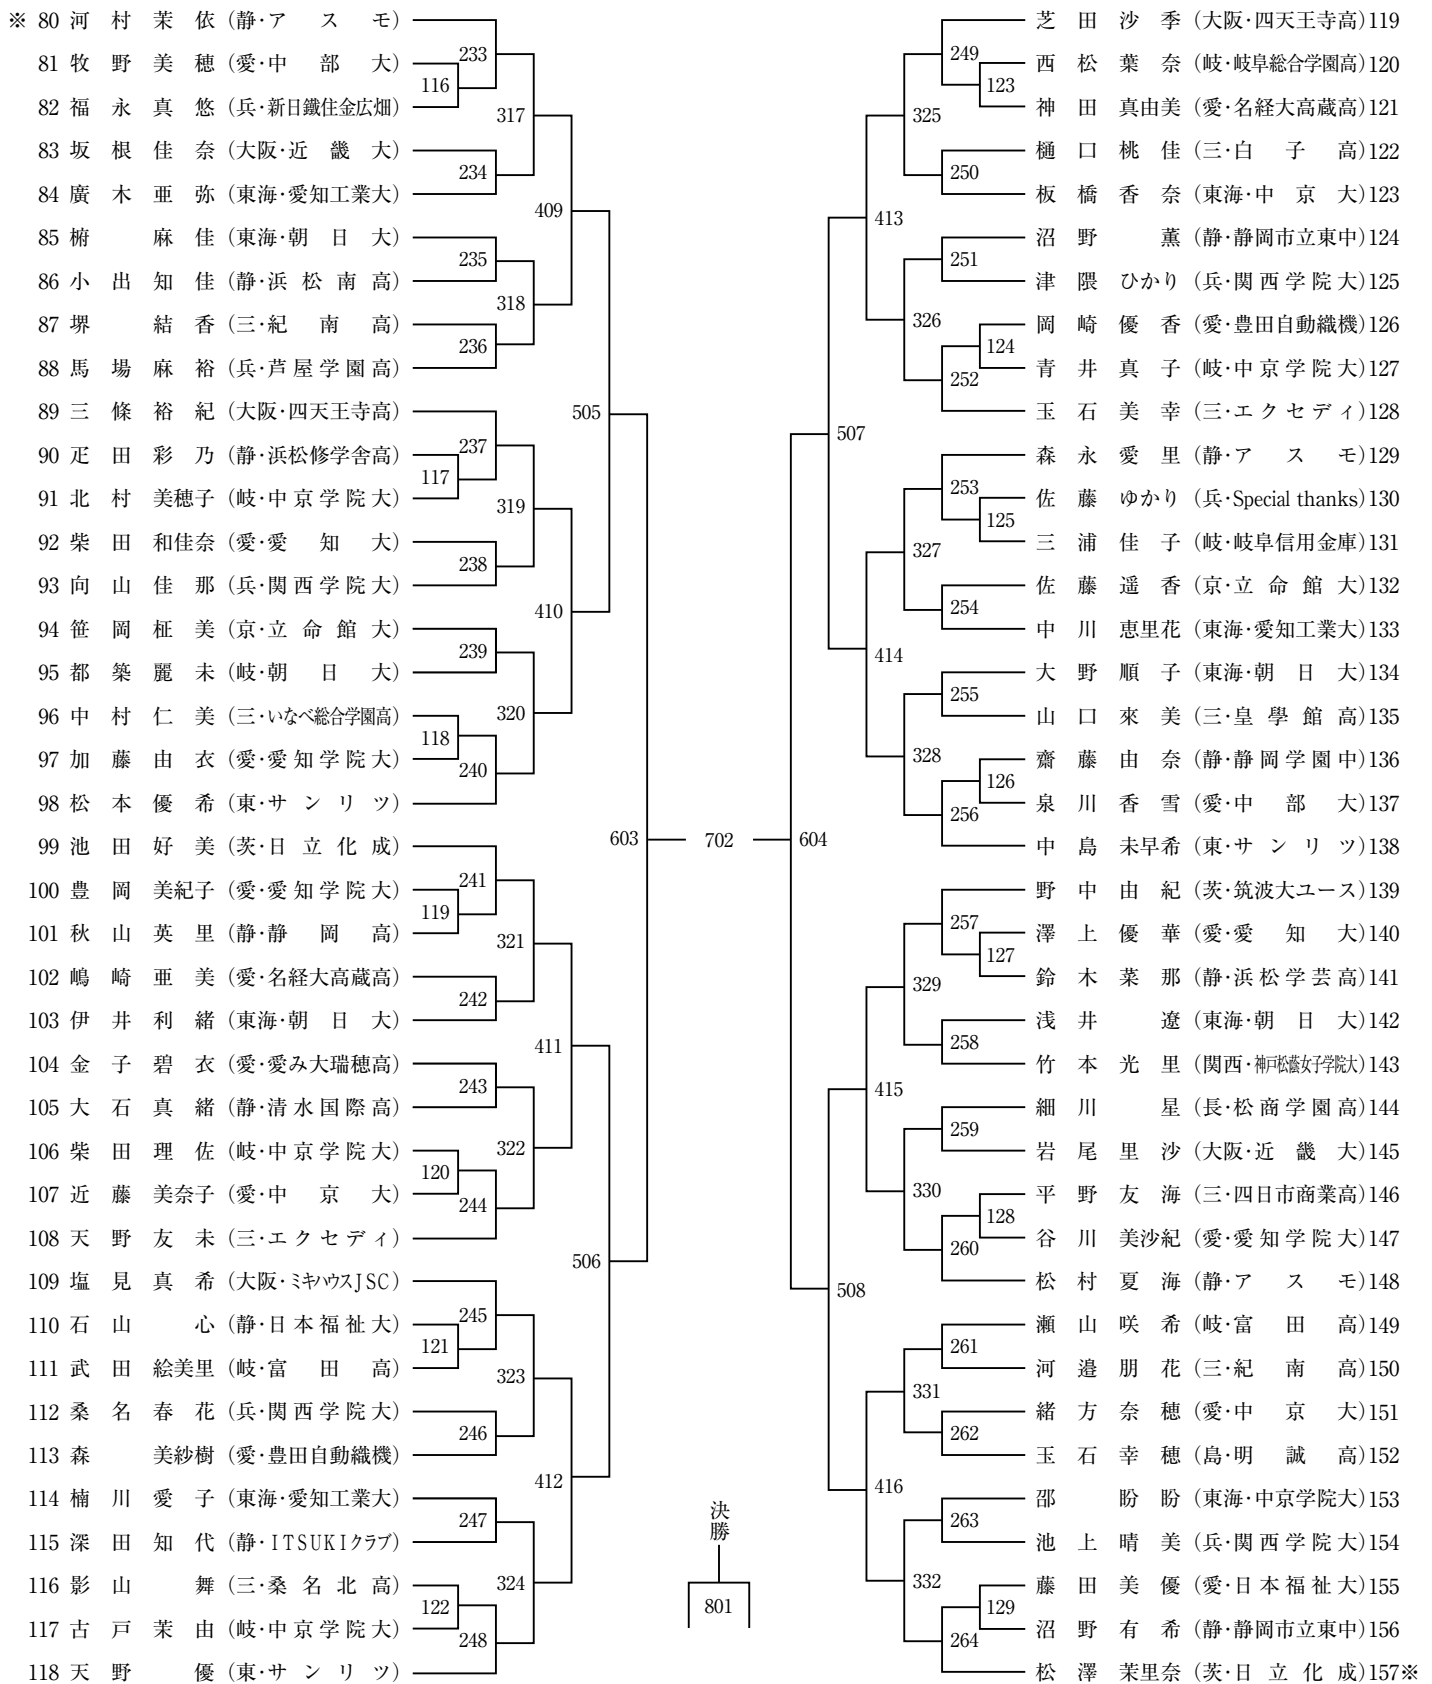 ※ 80 河村茉依 (静・アスモ)
81 牧野美穂 (愛・中部大)
82 福永真悠 (兵・新日鐵住金広畑)
83 坂根佳奈 (大阪・近畿大)
84 廣木亜弥 (東海・愛知工業大)
85 椨麻佳 (東海・朝日大)
86 小出知佳 (静・浜松南高)
87 堺結香 (三・紀南高)
88 馬場麻裕 (兵・芦屋学園高)
89 三條裕紀 (大阪・四天王寺高)
90 疋田彩乃 (静・浜松修学舎高)
91 北村美穂子 (岐・中京学院大)
92 柴田和佳奈 (愛・愛知大)
93 向山佳那 (兵・関西学院大)
94 笹岡柾美 (京・立命館大)
95 都築麗未 (岐・朝日大)
96 中村仁美 (三・いなべ総合学園高)
97 加藤由衣 (愛・愛知学院大)
98 松本優希 (東・サンリツ)
99 池田好美 (茨・日立化成)
100 豊岡美紀子 (愛・愛知学院大)
101 秋山英里 (静・静岡高)
102 嶋崎亜美 (愛・名経大高蔵高)
103 伊井利緒 (東海・朝日大)
104 金子碧衣 (愛・愛み大瑞穂高)
105 大石真緒 (静・清水国際高)
106 柴田理佐 (岐・中京学院大)
107 近藤美奈子 (愛・中京大)
108 天野友未 (三・エクセディ)
109 塩見真希 (大阪・ミキハウスJSC)
110 石山心 (静・日本福祉大)
111 武田絵美里 (岐・富田高)
112 桑名春花 (兵・関西学院大)
113 森美紗樹 (愛・豊田自動織機)
114 楠川愛子 (東海・愛知工業大)
115 深田知代 (静・ITSUKIクラブ)
116 影山舞 (三・桑名北高)
117 古戸茉由 (岐・中京学院大)
118 天野優 (東・サンリツ)
116
117
118
119
120
121
122
233
234
235
236
237
238
239
240
241
242
243
244
245
246
247
248
317
318
319
320
321
322
323
324
409
410
411
412
505
506
603
702
決勝
801
604
507
508
413
414
415
416
325
326
327
328
329
330
331
332
249
250
251
252
253
254
255
256
257
258
259
260
261
262
263
264
123
124
125
126
127
128
129
芝田沙季 (大阪・四天王寺高)119
西松葉奈 (岐・岐阜総合学園高)120
神田真由美 (愛・名経大高蔵高)121
樋口桃佳 (三・白子高)122
板橋香奈 (東海・中京大)123
沼野薫 (静・静岡市立東中)124
津隈ひかり (兵・関西学院大)125
岡崎優香 (愛・豊田自動織機)126
青井真子 (岐・中京学院大)127
玉石美幸 (三・エクセディ)128
森永愛里 (静・アスモ)129
佐藤ゆかり (兵・Special thanks)130
三浦佳子 (岐・岐阜信用金庫)131
佐藤遥香 (京・立命館大)132
中川恵里花 (東海・愛知工業大)133
大野順子 (東海・朝日大)134
山口來美 (三・皇學館高)135
齋藤由奈 (静・静岡学園中)136
泉川香雪 (愛・中部大)137
中島未早希 (東・サンリツ)138
野中由紀 (茨・筑波大ユース)139
澤上優華 (愛・愛知大)140
鈴木菜那 (静・浜松学芸高)141
浅井遼 (東海・朝日大)142
竹本光里 (関西・神戸松蔭女子学院大)143
細川星 (長・松商学園高)144
岩尾里沙 (大阪・近畿大)145
平野友海 (三・四日市商業高)146
谷川美沙紀 (愛・愛知学院大)147
松村夏海 (静・アスモ)148
瀬山咲希 (岐・富田高)149
河邉朋花 (三・紀南高)150
緒方奈穂 (愛・中京大)151
玉石幸穂 (島・明誠高)152
邵盼盼 (東海・中京学院大)153
池上晴美 (兵・関西学院大)154
藤田美優 (愛・日本福祉大)155
沼野有希 (静・静岡市立東中)156
松澤茉里奈 (茨・日立化成)157※